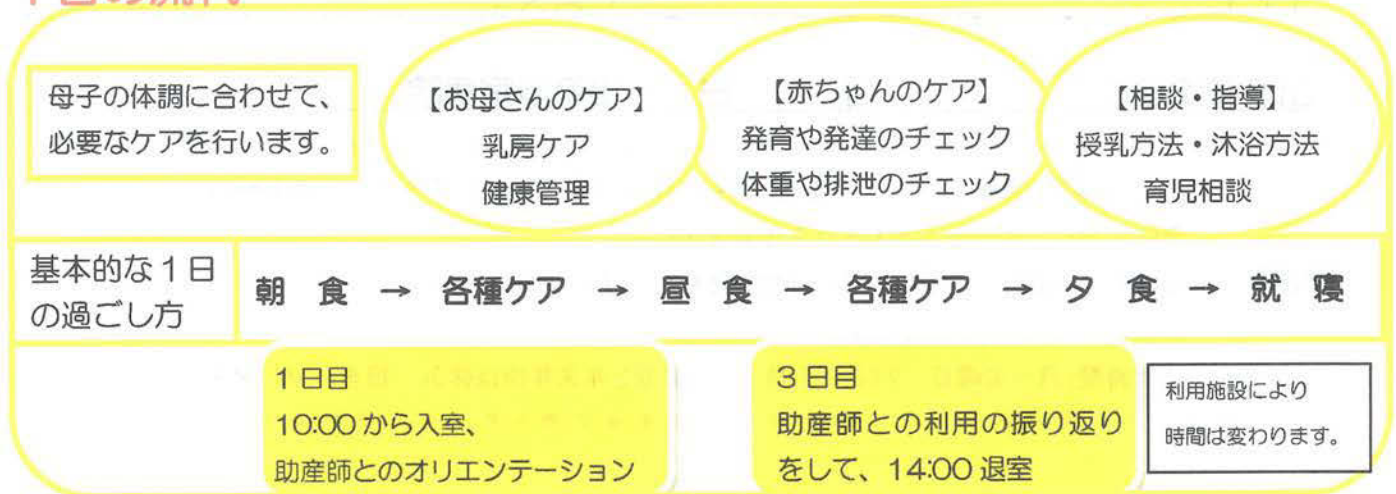 母子の体調に合わせて、
必要なケアを行います。
【お母さんのケア】
乳房ケア
健康管理
【赤ちゃんのケア】
発育や発達のチェック
体重や排泄のチェック
【相談・指導】
授乳方法・沐浴方法
育児相談
基本的な1日
の過ごし方
朝 食 → 各種ケア → 昼 食 → 各種ケア → 夕 食 → 就 寝
1日目
10:00から入室、
助産師とのオリエンテーション
3日目
助産師との利用の振り返り
をして、14:00退室
利用施設により
時間は変わります。